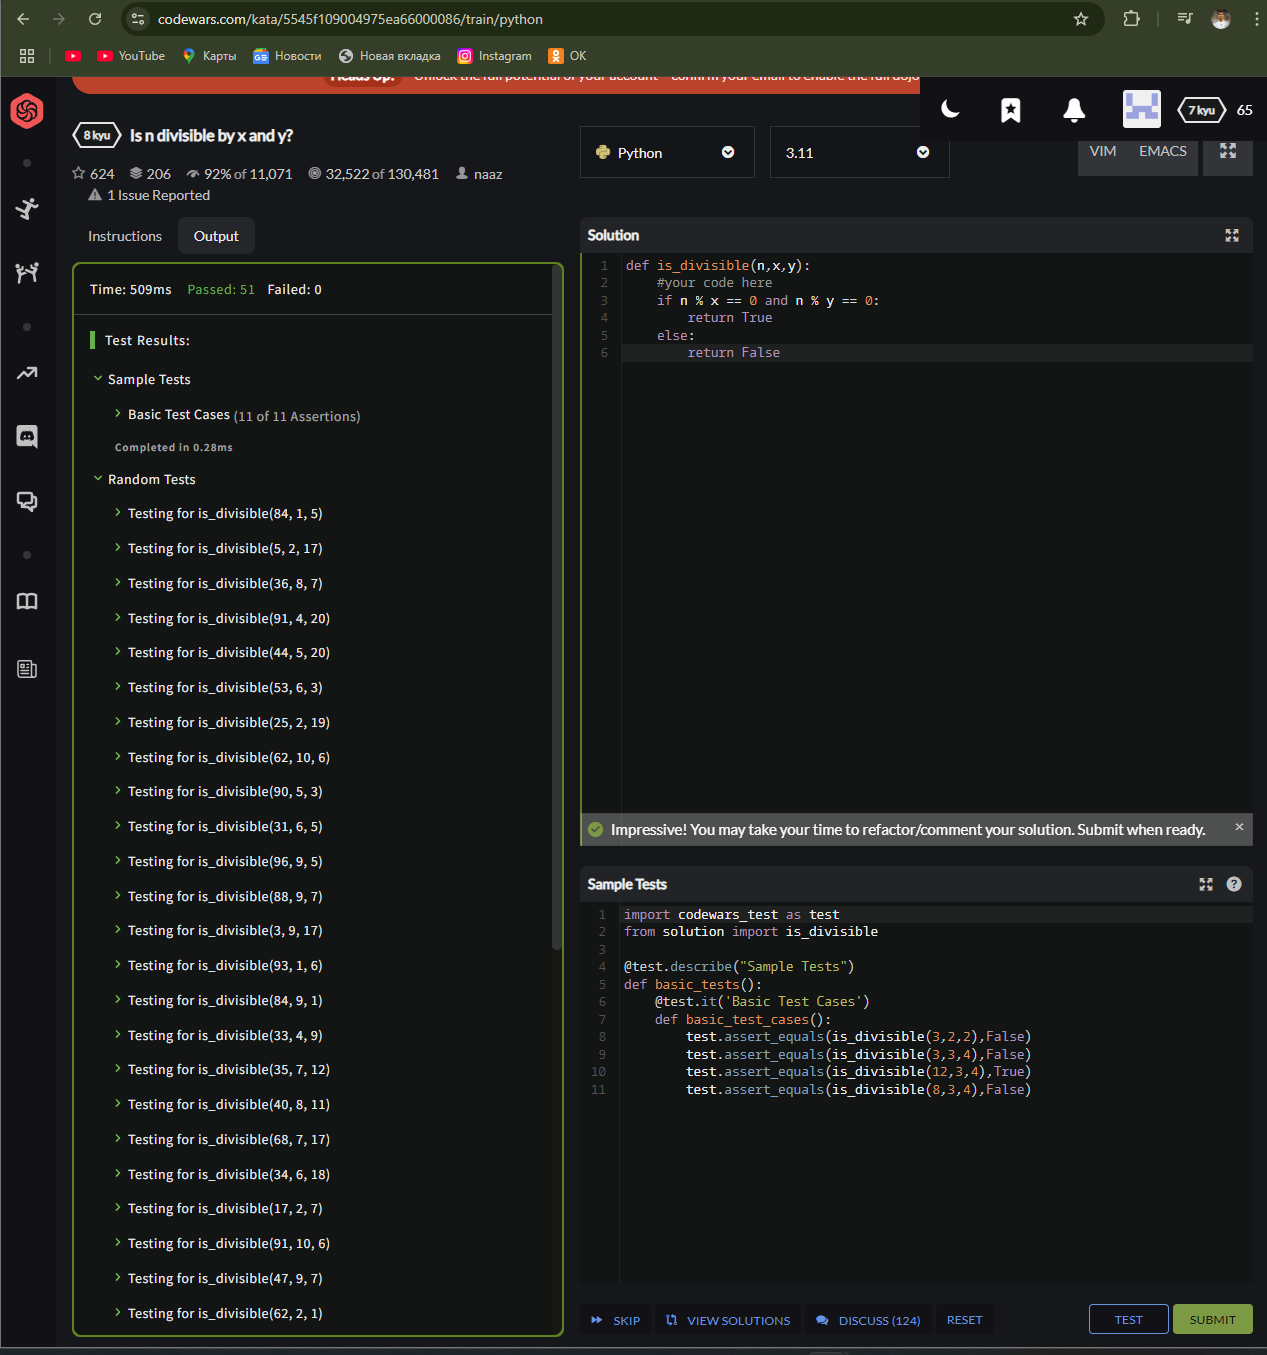 codewars.com/kata/5545f109004975ea66000086/train/python
YouTube
Карты
Новости
Новая вкладка
Instagram
OK
Heads Up! Unlock the full potential of your account – confirm your email to enable the full dojo
7 kyu 65
8 kyu Is n divisible by x and y?
624 206 92% of 11,071 32,522 of 130,481 naaz
1 Issue Reported
Python
3.11
VIM EMACS
Instructions Output
Time: 509ms Passed: 51 Failed: 0
Test Results:
Sample Tests
Basic Test Cases (11 of 11 Assertions)
Completed in 0.28ms
Random Tests
Testing for is_divisible(84, 1, 5)
Testing for is_divisible(5, 2, 17)
Testing for is_divisible(36, 8, 7)
Testing for is_divisible(91, 4, 20)
Testing for is_divisible(44, 5, 20)
Testing for is_divisible(53, 6, 3)
Testing for is_divisible(25, 2, 19)
Testing for is_divisible(62, 10, 6)
Testing for is_divisible(90, 5, 3)
Testing for is_divisible(31, 6, 5)
Testing for is_divisible(96, 9, 5)
Testing for is_divisible(88, 9, 7)
Testing for is_divisible(3, 9, 17)
Testing for is_divisible(93, 1, 6)
Testing for is_divisible(84, 9, 1)
Testing for is_divisible(33, 4, 9)
Testing for is_divisible(35, 7, 12)
Testing for is_divisible(40, 8, 11)
Testing for is_divisible(68, 7, 17)
Testing for is_divisible(34, 6, 18)
Testing for is_divisible(17, 2, 7)
Testing for is_divisible(91, 10, 6)
Testing for is_divisible(47, 9, 7)
Testing for is_divisible(62, 2, 1)
Solution
1 def is_divisible(n,x,y):
2     #your code here
3     if n % x == 0 and n % y == 0:
4         return True
5     else:
6         return False
Impressive! You may take your time to refactor/comment your solution. Submit when ready. ×
Sample Tests
1 import codewars_test as test
2 from solution import is_divisible
3
4 @test.describe("Sample Tests")
5 def basic_tests():
6     @test.it('Basic Test Cases')
7     def basic_test_cases():
8         test.assert_equals(is_divisible(3,2,2),False)
9         test.assert_equals(is_divisible(3,3,4),False)
10         test.assert_equals(is_divisible(12,3,4),True)
11         test.assert_equals(is_divisible(8,3,4),False)
SKIP VIEW SOLUTIONS DISCUSS (124) RESET TEST SUBMIT